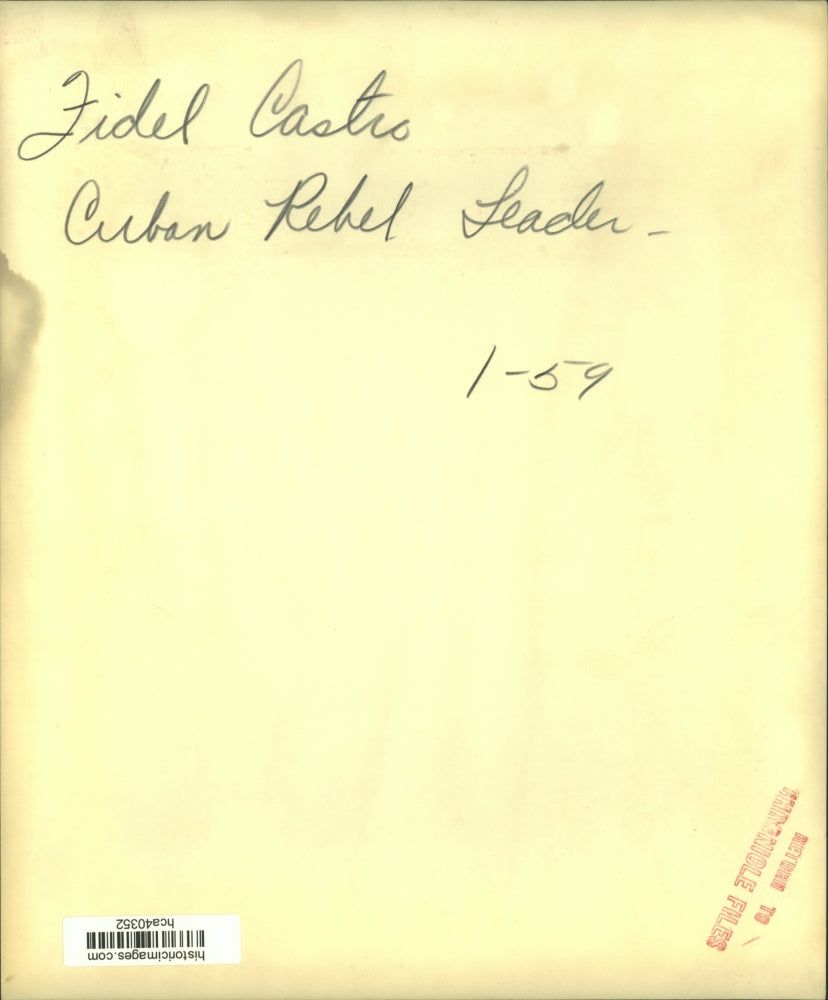 Fidel Castro
Cuban Rebel Leader -
1-59
RETURN TO
CHRONICLE FILES
historicimages.com
hca40352